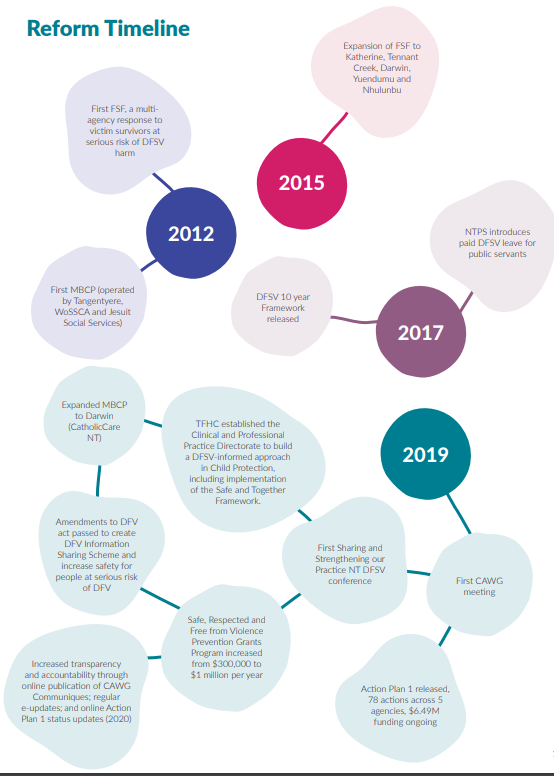 Reform Timeline
Expansion of FSF to
Katherine, Tennant
Creek, Darwin,
Yuendumu and
Nhulunbu
First FSF, a multi-
agency response to
victim survivors at
serious risk of DFSV
harm
2015
2012
NTPS introduces
paid DFSV leave for
public servants
First MBCP (operated
by Tangentyere,
WoSSCA and Jesuit
Social Services)
DFSV 10 year
Framework
released
2017
Expanded MBCP
to Darwin
(CatholicCare
NT)
TFHC established the
Clinical and Professional
Practice Directorate to build
a DFSV-informed approach
in Child Protection,
including implementation
of the Safe and Together
Framework.
2019
Amendments to DFV
act passed to create
DFV Information
Sharing Scheme and
increase safety for
people at serious risk
of DFV
First Sharing and
Strengthening our
Practice NT DFSV
conference
First CAWG
meeting
Safe, Respected and
Free from Violence
Prevention Grants
Program increased
from $300,000 to
$1 million per year
Increased transparency
and accountability through
online publication of CAWG
Communiques; regular
e-updates; and online Action
Plan 1 status updates (2020)
Action Plan 1 released,
78 actions across 5
agencies, $6.49M
funding ongoing